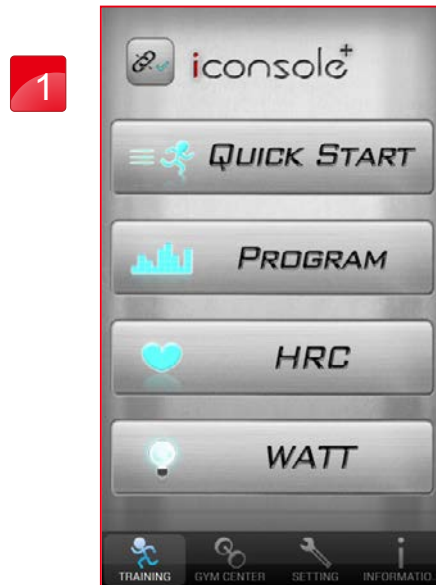 1
iconsole+
QUICK START
PROGRAM
HRC
WATT
TRAINING GYM CENTER SETTING INFORMATIO